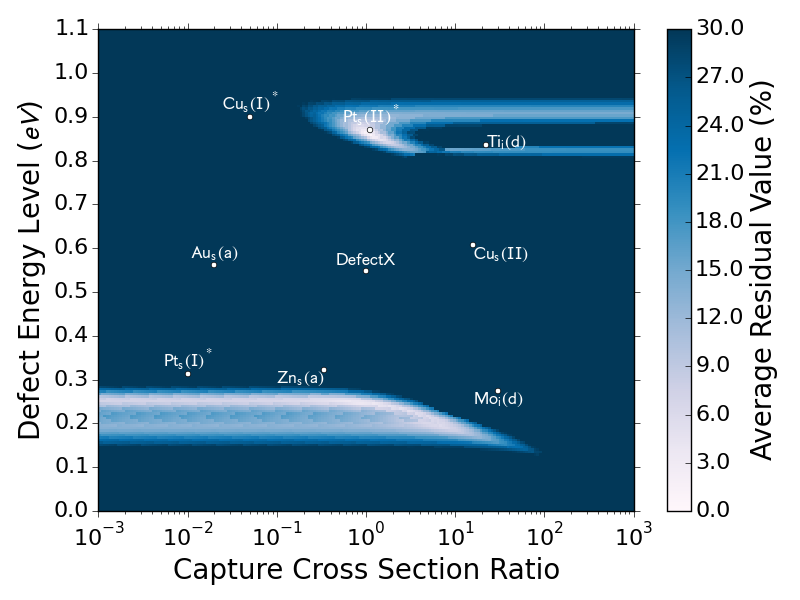 1.1
1.0
0.9
0.8
0.7
0.6
0.5
0.4
0.3
0.2
0.1
0.0
Defect Energy Level (eV)
Cu_s(I)*
Pt_s(II)*
Ti_i(d)
Au_s(a)
DefectX
Cu_s(II)
Pt_s(I)*
Zn_s(a)
Mo_i(d)
10^-3 10^-2 10^-1 10^0 10^1 10^2 10^3
Capture Cross Section Ratio
30.0
27.0
24.0
21.0
18.0
15.0
12.0
9.0
6.0
3.0
0.0
Average Residual Value (%)